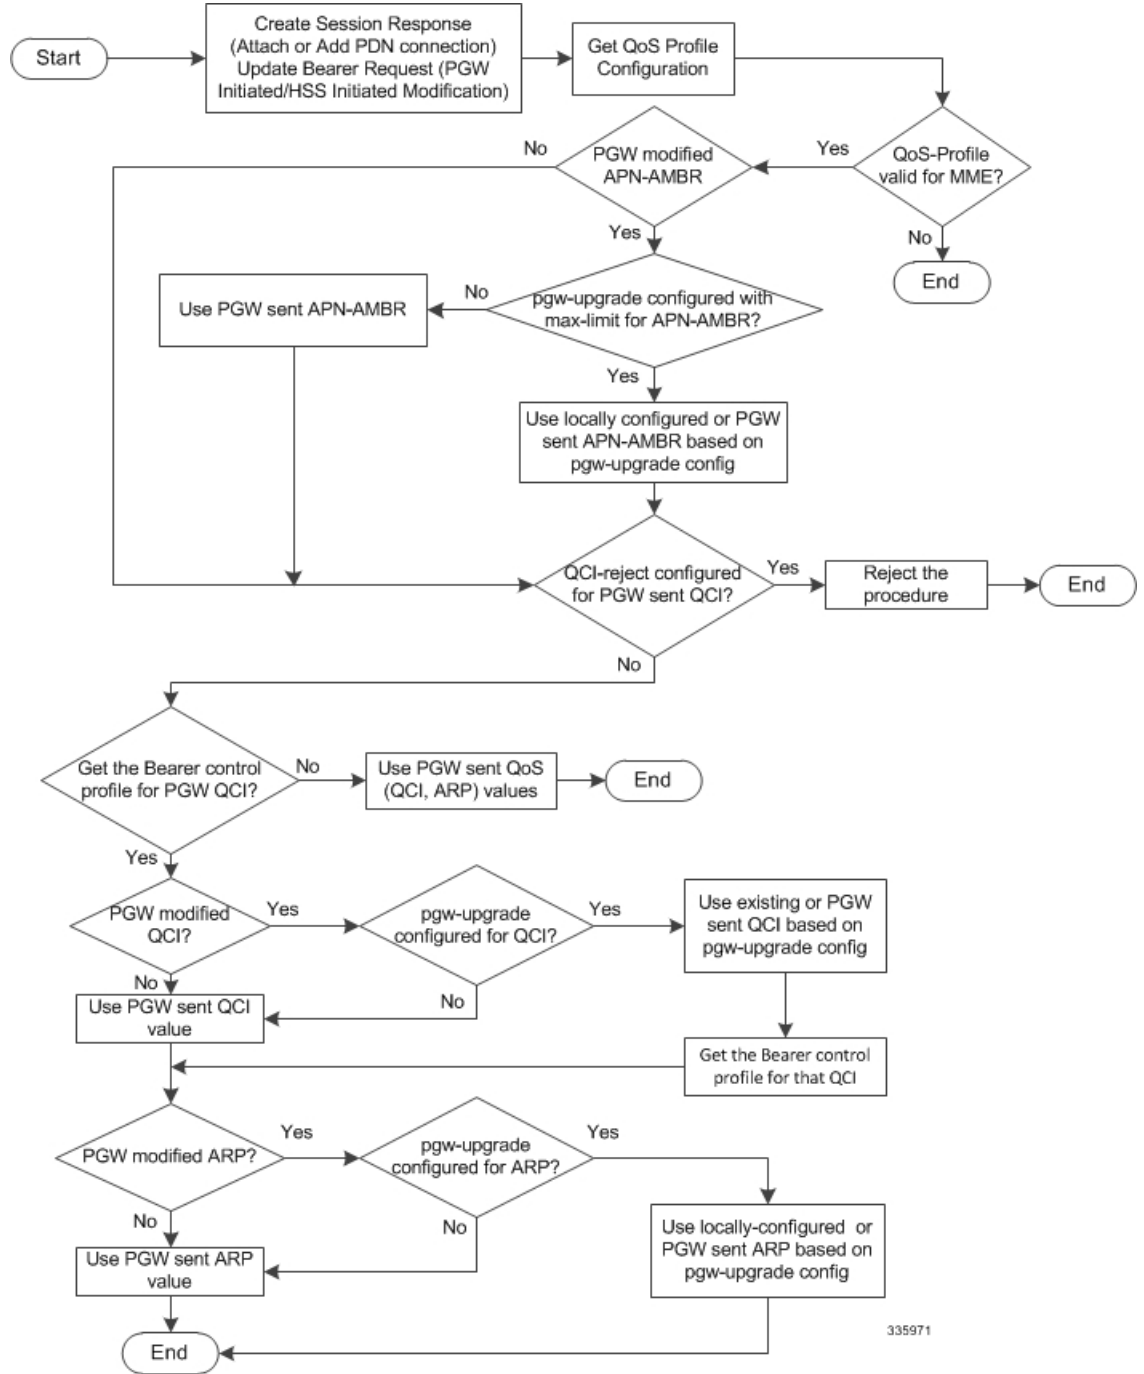 Start
Create Session Response
(Attach or Add PDN connection)
Update Bearer Request (PGW
Initiated/HSS Initiated Modification)
Get QoS Profile
Configuration
No
PGW modified
APN-AMBR
Yes
QoS-Profile
valid for MME?
Yes
No
End
Use PGW sent APN-AMBR
No
pgw-upgrade configured with
max-limit for APN-AMBR?
Yes
Use locally configured or PGW
sent APN-AMBR based on
pgw-upgrade config
QCI-reject configured
for PGW sent QCI?
Yes
Reject the
procedure
End
No
Get the Bearer control
profile for PGW QCI?
No
Use PGW sent QoS
(QCI, ARP) values
End
Yes
PGW modified
QCI?
Yes
pgw-upgrade
configured for QCI?
Yes
Use existing or PGW
sent QCI based on
pgw-upgrade config
No
No
Use PGW sent QCI
value
Get the Bearer control
profile for that QCI
PGW modified ARP?
Yes
pgw-upgrade
configured for ARP?
Yes
No
No
Use PGW sent ARP
value
Use locally-configured or
PGW sent ARP based on
pgw-upgrade config
End
335971